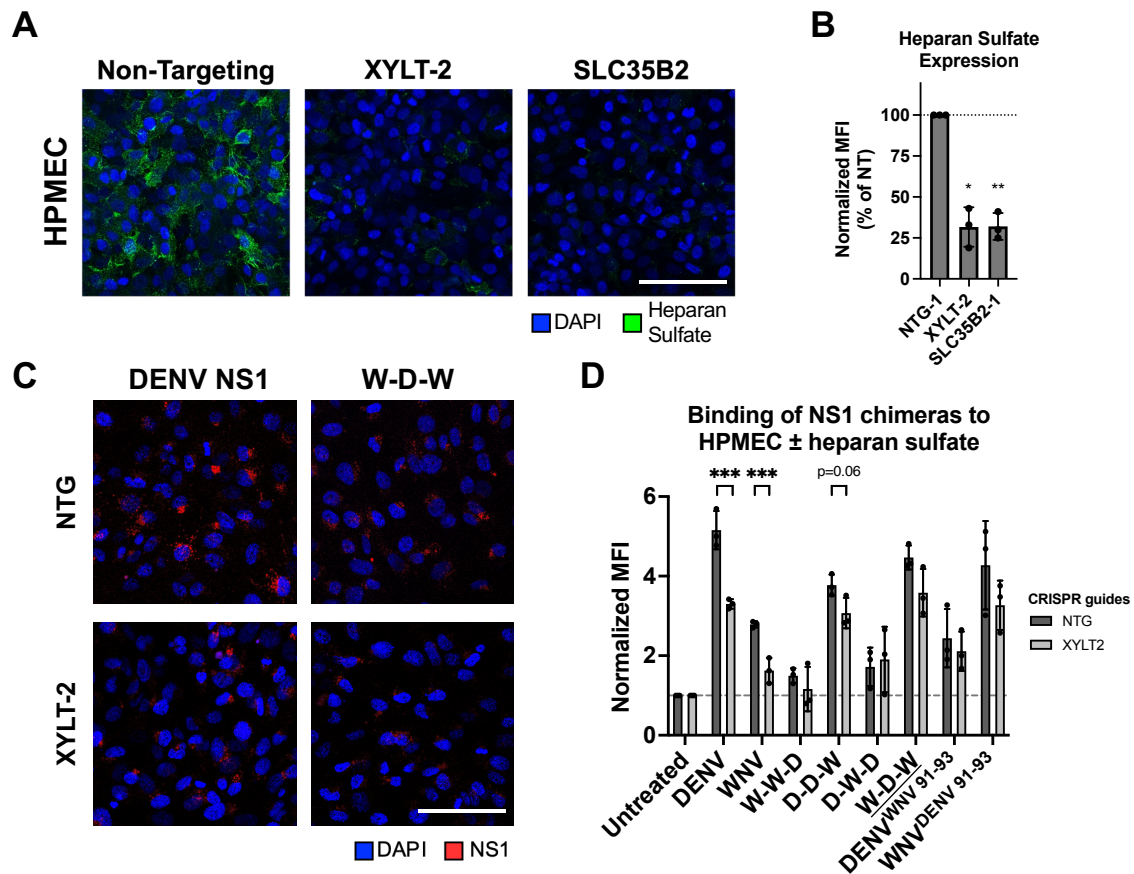 A
Non-Targeting
XYLT-2
SLC35B2
HPMEC
DAPI
Heparan
Sulfate
B
Heparan Sulfate
Expression
Normalized MFI
(% of NT)
100
75
50
25
0
*
**
NTG-1
XYLT-2
SLC35B2-1
C
DENV NS1
W-D-W
NTG
XYLT-2
DAPI
NS1
D
Binding of NS1 chimeras to
HPMEC ± heparan sulfate
***
***
p=0.06
Normalized MFI
6
4
2
0
Untreated
DENV
WNV
W-W-D
D-D-W
D-W-D
W-D-W
DENV^WNV 91-93
WNV^DENV 91-93
CRISPR guides
NTG
XYLT2